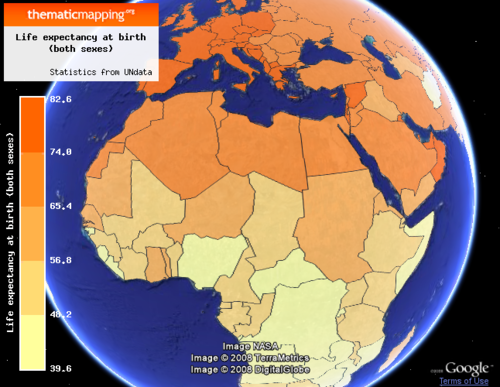 thematicmapping.org
Life expectancy at birth
(both sexes)
Statistics from UNdata
Life expectancy at birth (both sexes)
82.6
74.0
65.4
56.8
48.2
39.6
Image NASA
Image © 2008 TerraMetrics
Image © 2008 DigitalGlobe
Google
Terms of Use